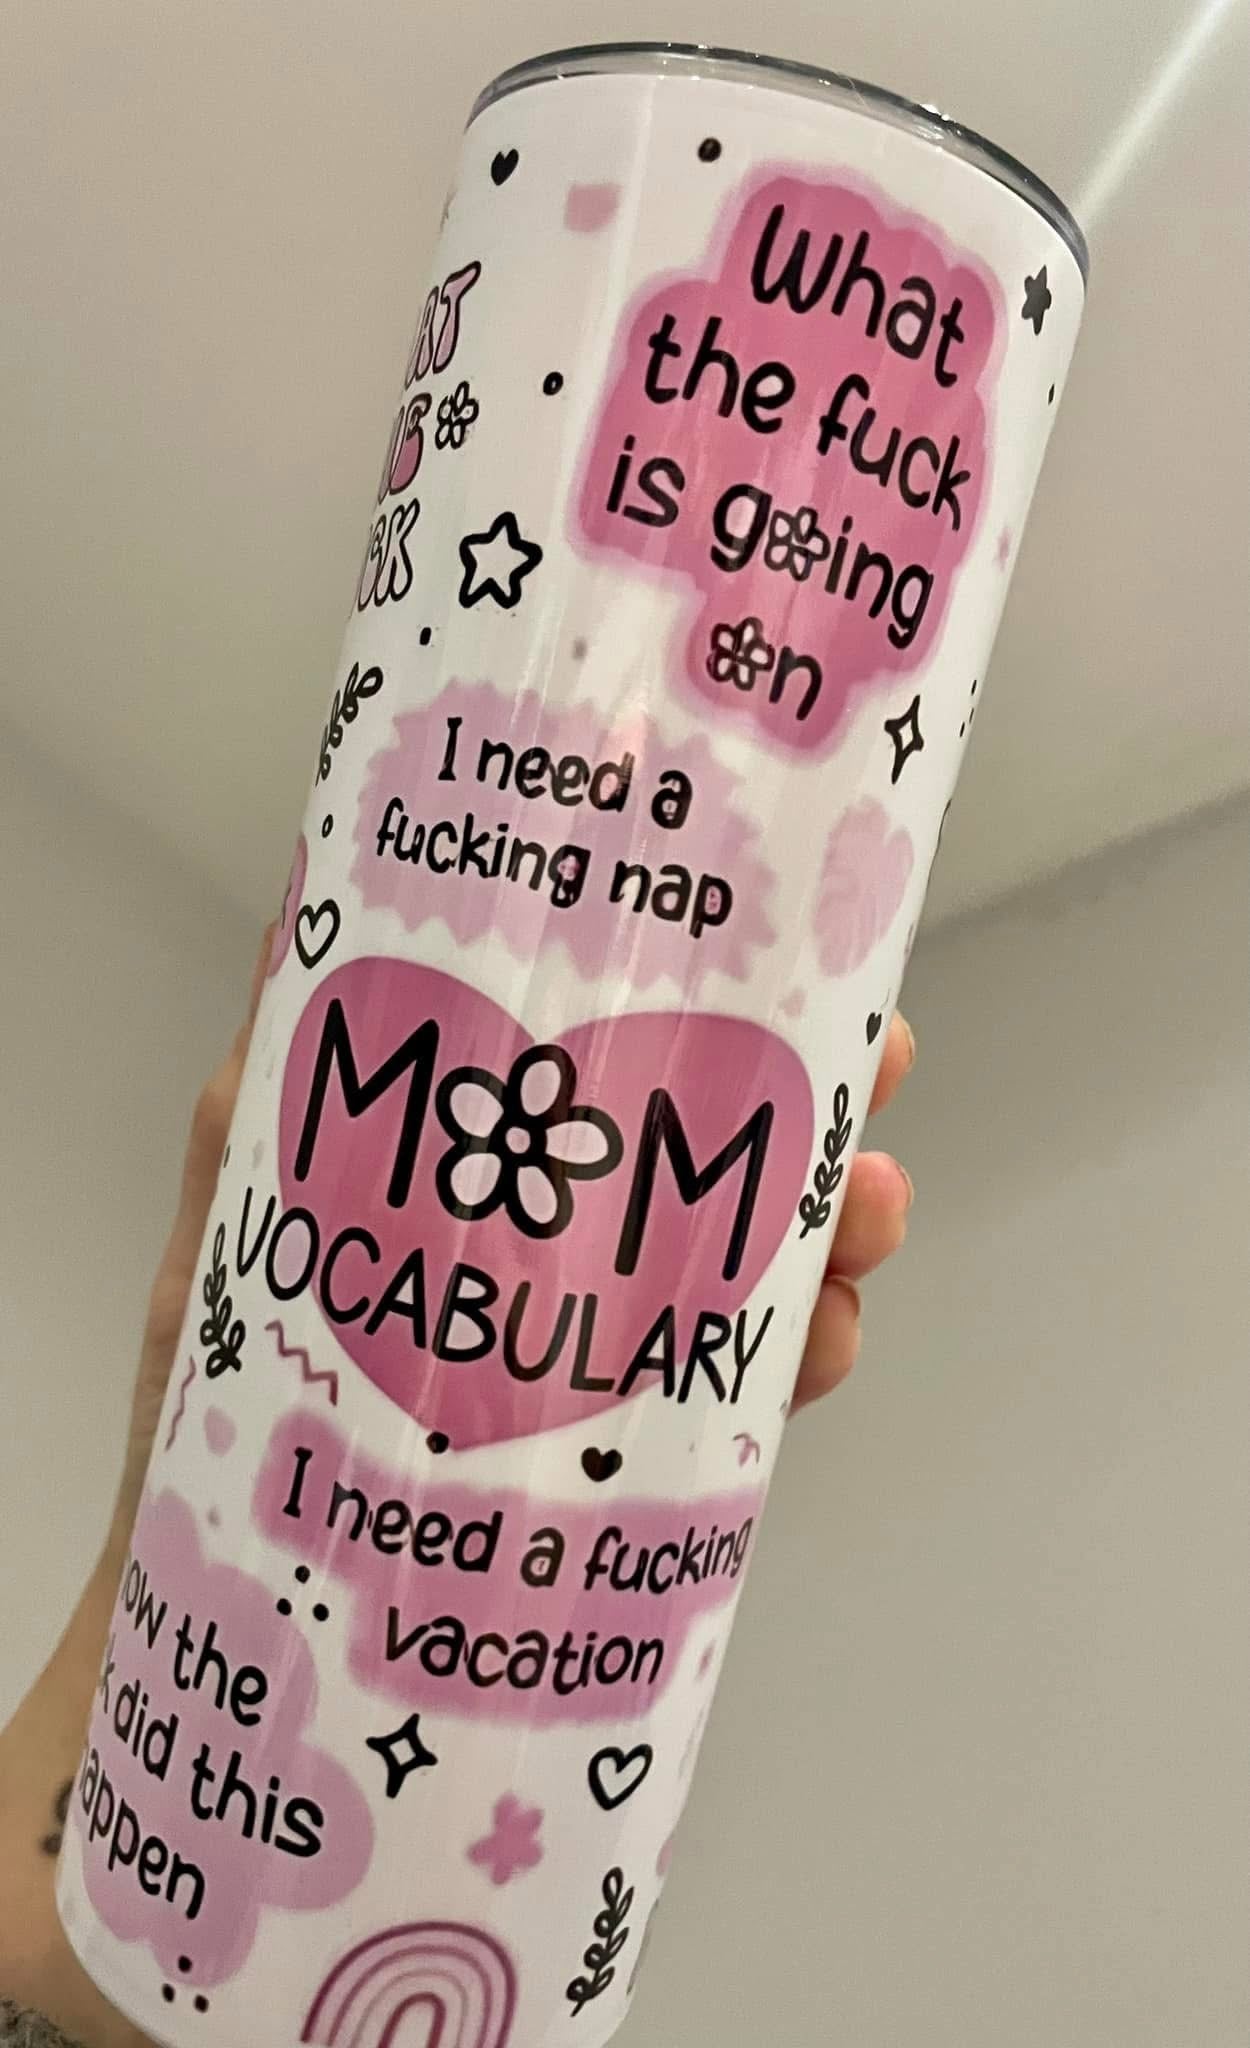 What
the fuck
is going
on
I need a
fucking nap
MOM
VOCABULARY
I need a fucking
vacation
the
did this